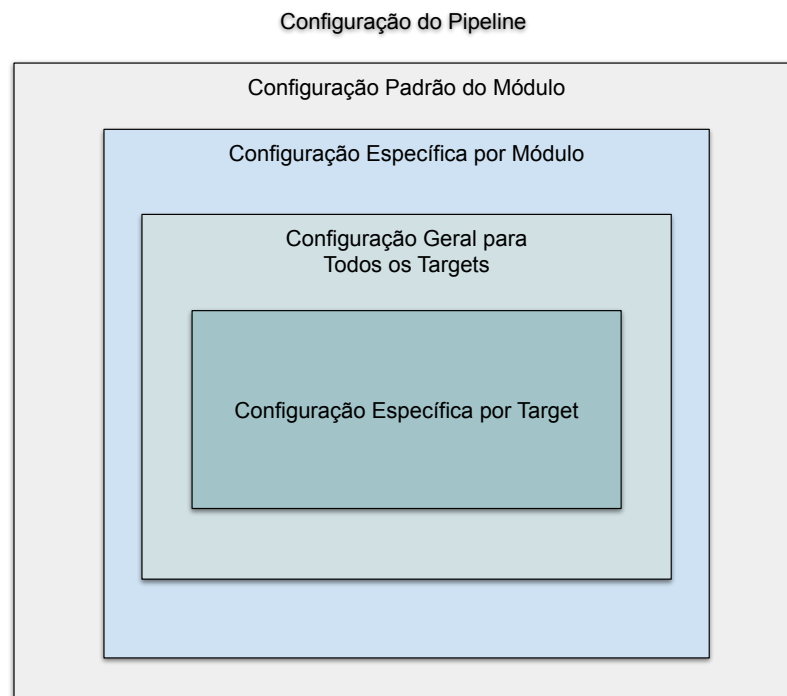 Configuração do Pipeline
Configuração Padrão do Módulo
Configuração Específica por Módulo
Configuração Geral para
Todos os Targets
Configuração Específica por Target